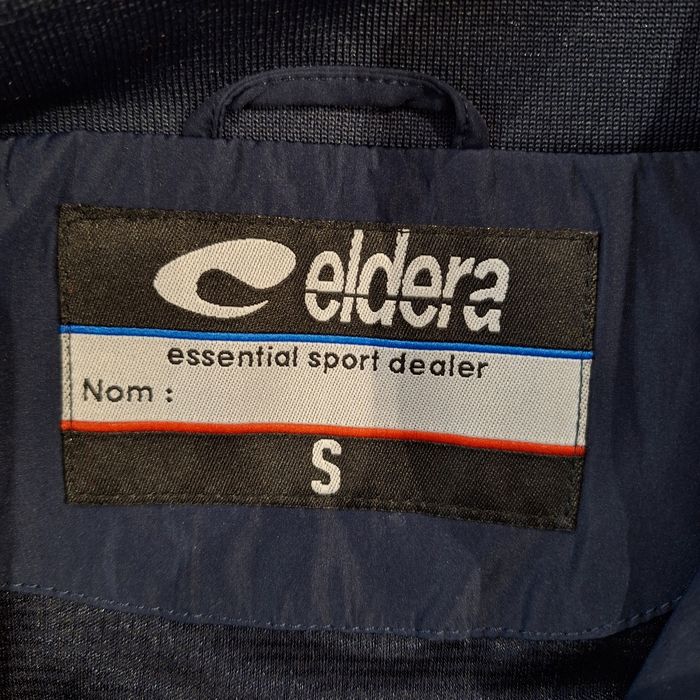 eldera
essential sport dealer
Nom :
S